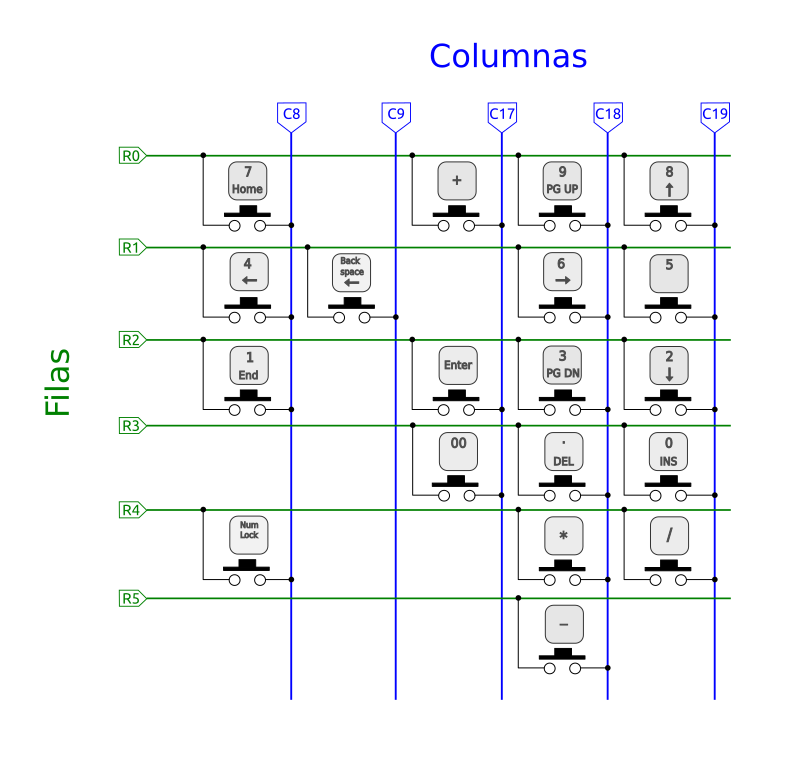 Columnas
C8 C9 C17 C18 C19
R0
7 + 9 8
Home PG UP ↑
R1
4 Back 6 5
← space →
←
R2
1 Enter 3 2
End PG DN ↓
Filas
R3
00 . 0
DEL INS
R4
Num * /
Lock
R5
−